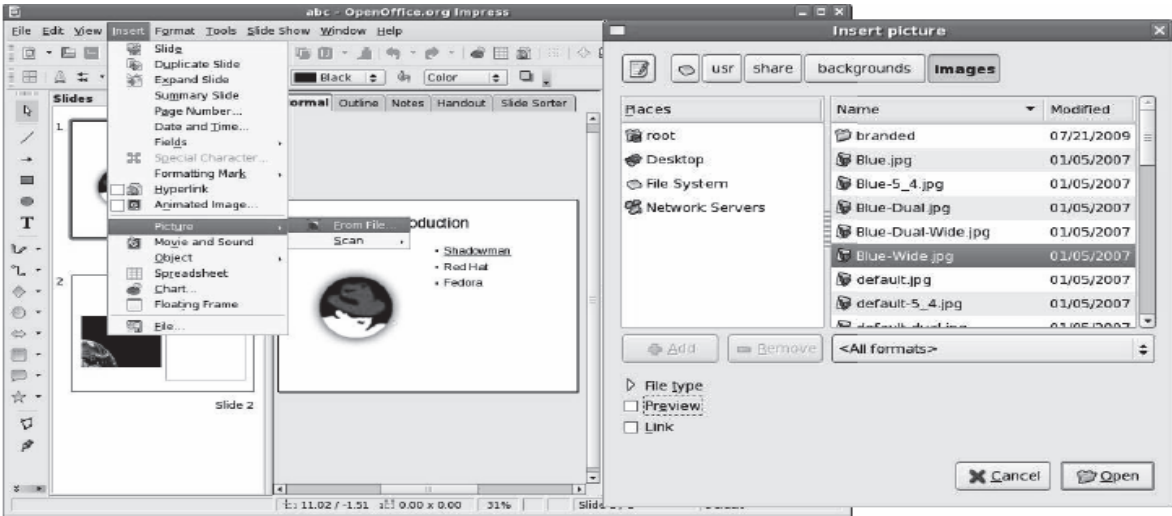 abc - OpenOffice.org Impress
File Edit View Insert Format Tools Slide Show Window Help
Slide
Duplicate Slide
Expand Slide
Summary Slide
Page Number...
Date and Time...
Fields
Special Character...
Formatting Mark
Hyperlink
Animated Image...
Picture
Movie and Sound
Object
Spreadsheet
Chart...
Floating Frame
File...
From File...
Scan
Black
Color
Slides
ormal Outline Notes Handout Slide Sorter
1
2
Slide 2
oduction
• Shadowman
• Red Hat
• Fedora
11.02 / -1.51 0.00 x 0.00 31%
Insert picture
usr share backgrounds Images
Places
root
Desktop
File System
Network Servers
Name Modified
branded 07/21/2009
Blue.jpg 01/05/2007
Blue-5_4.jpg 01/05/2007
Blue-Dual.jpg 01/05/2007
Blue-Dual-Wide.jpg 01/05/2007
Blue-Wide.jpg 01/05/2007
default.jpg 01/05/2007
default-5_4.jpg 01/05/2007
Add Remove <All formats>
File type
Preview
Link
Cancel Open